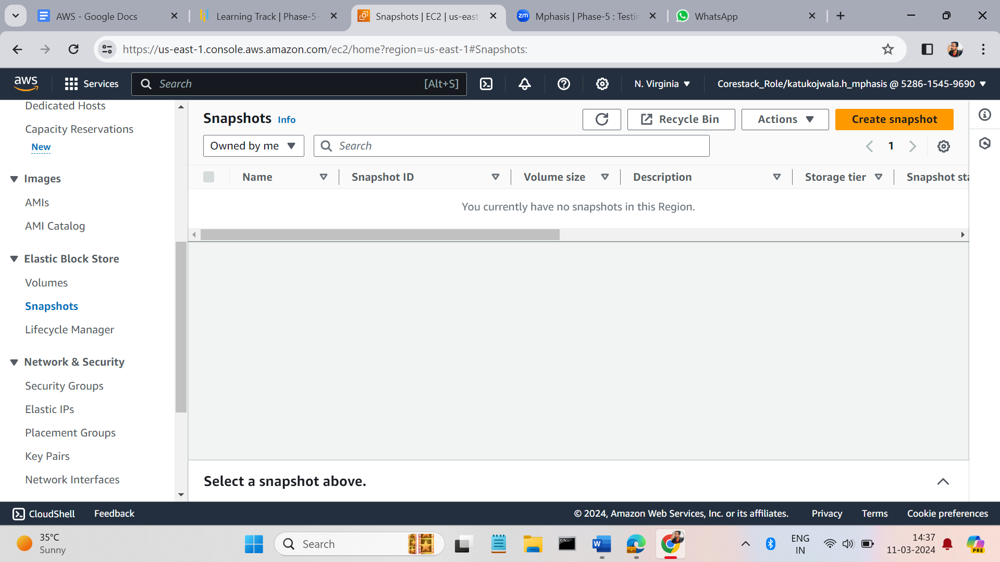 AWS - Google Docs
Learning Track | Phase-5-
Snapshots | EC2 | us-east
zm
Mphasis | Phase-5 : Testin
WhatsApp
https://us-east-1.console.aws.amazon.com/ec2/home?region=us-east-1#Snapshots:
aws
Services
Search
[Alt+S]
N. Virginia
Corestack_Role/katukojwala.h_mphasis @ 5286-1545-9690
Dedicated Hosts
Capacity Reservations
New
Images
AMIs
AMI Catalog
Elastic Block Store
Volumes
Snapshots
Lifecycle Manager
Network & Security
Security Groups
Elastic IPs
Placement Groups
Key Pairs
Network Interfaces
Snapshots Info
Recycle Bin
Actions
Create snapshot
Owned by me
Search
1
Name
Snapshot ID
Volume size
Description
Storage tier
Snapshot sta
You currently have no snapshots in this Region.
Select a snapshot above.
CloudShell
Feedback
© 2024, Amazon Web Services, Inc. or its affiliates.
Privacy
Terms
Cookie preferences
35°C
Sunny
Search
W
ENG
IN
14:37
11-03-2024
PRE